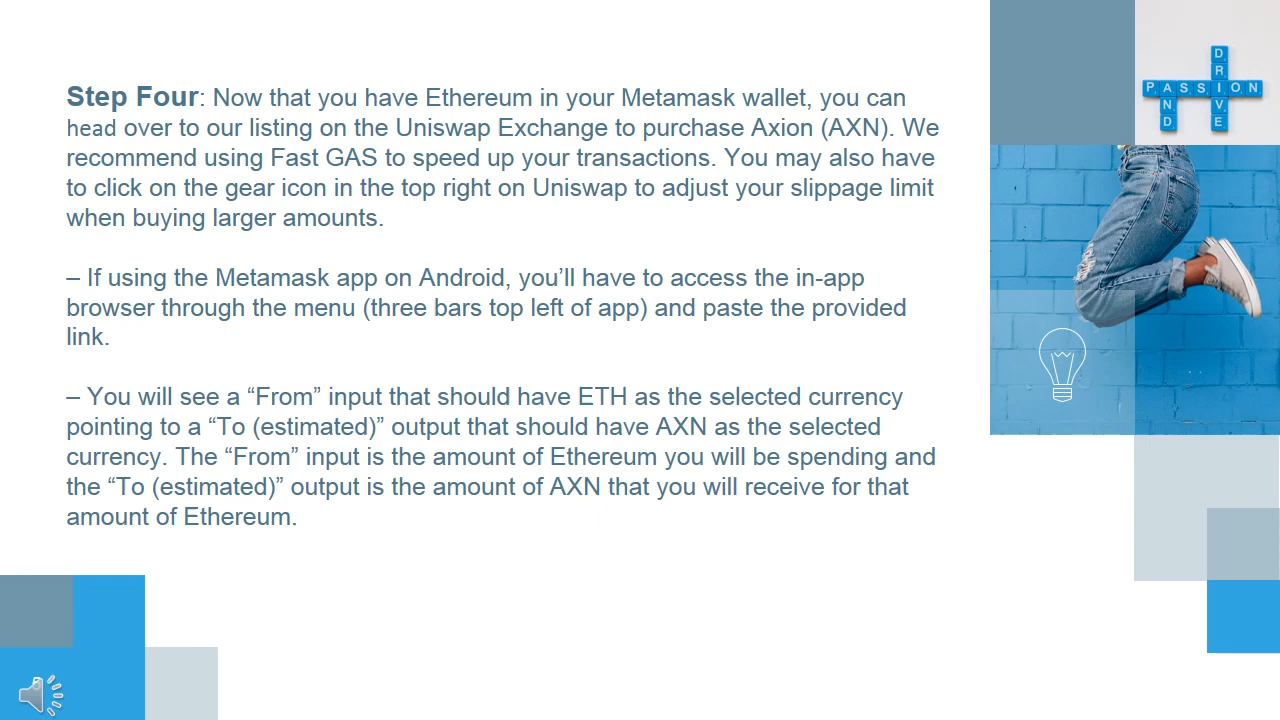 Step Four: Now that you have Ethereum in your Metamask wallet, you can
head over to our listing on the Uniswap Exchange to purchase Axion (AXN). We
recommend using Fast GAS to speed up your transactions. You may also have
to click on the gear icon in the top right on Uniswap to adjust your slippage limit
when buying larger amounts.
– If using the Metamask app on Android, you’ll have to access the in-app
browser through the menu (three bars top left of app) and paste the provided
link.
– You will see a “From” input that should have ETH as the selected currency
pointing to a “To (estimated)” output that should have AXN as the selected
currency. The “From” input is the amount of Ethereum you will be spending and
the “To (estimated)” output is the amount of AXN that you will receive for that
amount of Ethereum.
PASSION
AND
DRIVE